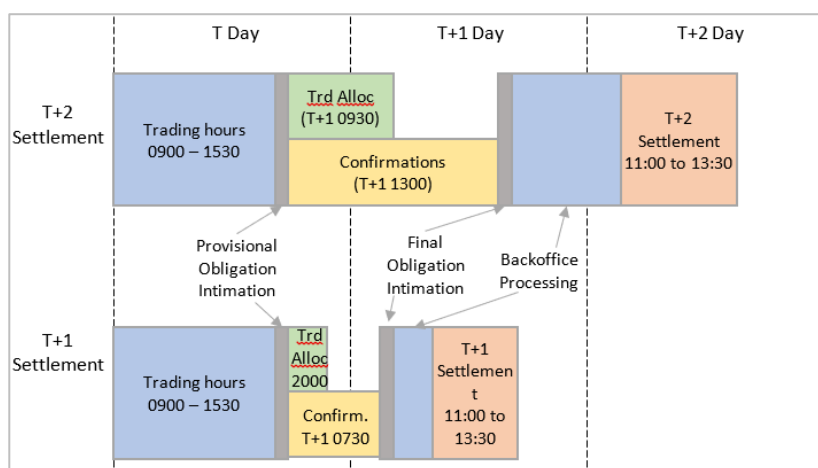 T Day
T+1 Day
T+2 Day
T+2
Settlement
Trading hours
0900 – 1530
Trd Alloc
(T+1 0930)
Confirmations
(T+1 1300)
T+2
Settlement
11:00 to 13:30
Provisional
Obligation
Intimation
Final
Obligation
Intimation
Backoffice
Processing
T+1
Settlement
Trading hours
0900 – 1530
Trd
Alloc
2000
Confirm.
T+1 0730
T+1
Settlemen
t
11:00 to
13:30